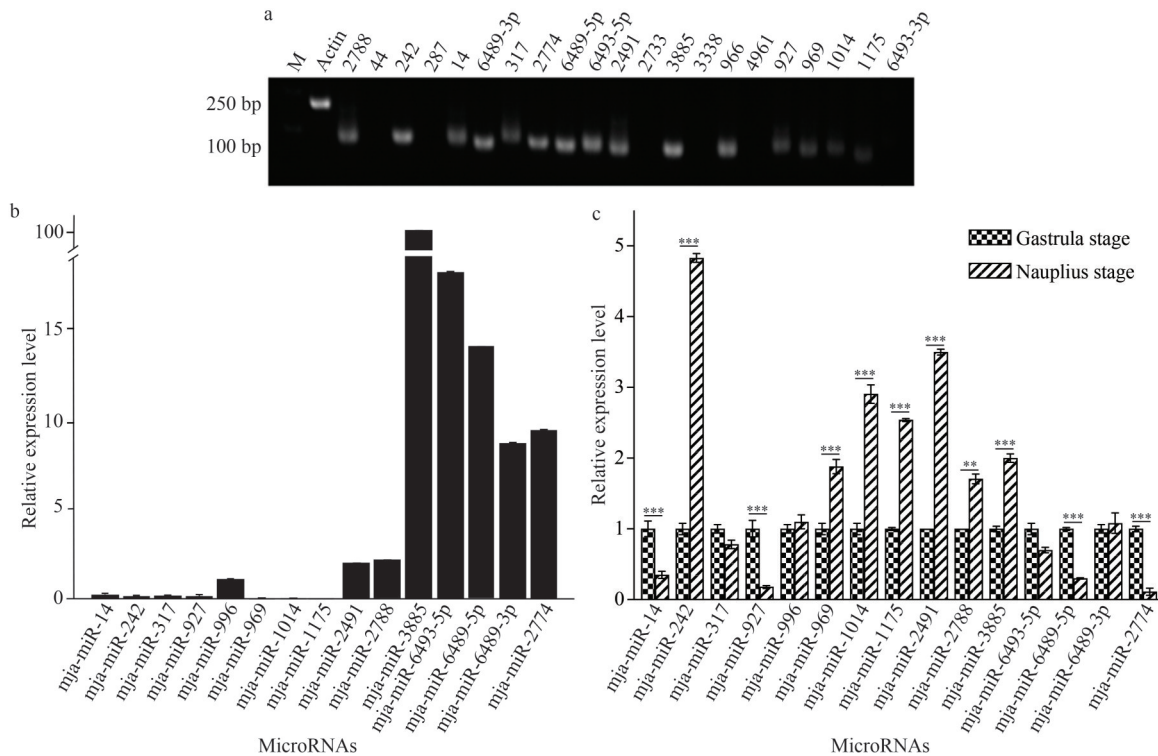 a
M Actin 2788 44 242 287 14 6489-3p 317 2774 6489-5p 6493-5p 2491 2733 3885 3338 966 4961 927 969 1014 1175 6493-3p
250 bp
100 bp
b
Relative expression level
100
15
10
5
0
mja-miR-14
mja-miR-242
mja-miR-317
mja-miR-927
mja-miR-996
mja-miR-969
mja-miR-1014
mja-miR-1175
mja-miR-2491
mja-miR-2788
mja-miR-3885
mja-miR-6493-5p
mja-miR-6489-5p
mja-miR-6489-3p
mja-miR-2774
MicroRNAs
c
Gastrula stage
Nauplius stage
Relative expression level
5
4
3
2
1
0
***
***
***
***
***
***
***
**
***
***
***
mja-miR-14
mja-miR-242
mja-miR-317
mja-miR-927
mja-miR-996
mja-miR-969
mja-miR-1014
mja-miR-1175
mja-miR-2491
mja-miR-2788
mja-miR-3885
mja-miR-6493-5p
mja-miR-6489-5p
mja-miR-6489-3p
mja-miR-2774
MicroRNAs